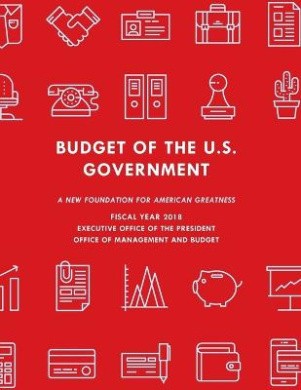 BUDGET OF THE U.S.
GOVERNMENT
A NEW FOUNDATION FOR AMERICAN GREATNESS
FISCAL YEAR 2018
EXECUTIVE OFFICE OF THE PRESIDENT
OFFICE OF MANAGEMENT AND BUDGET